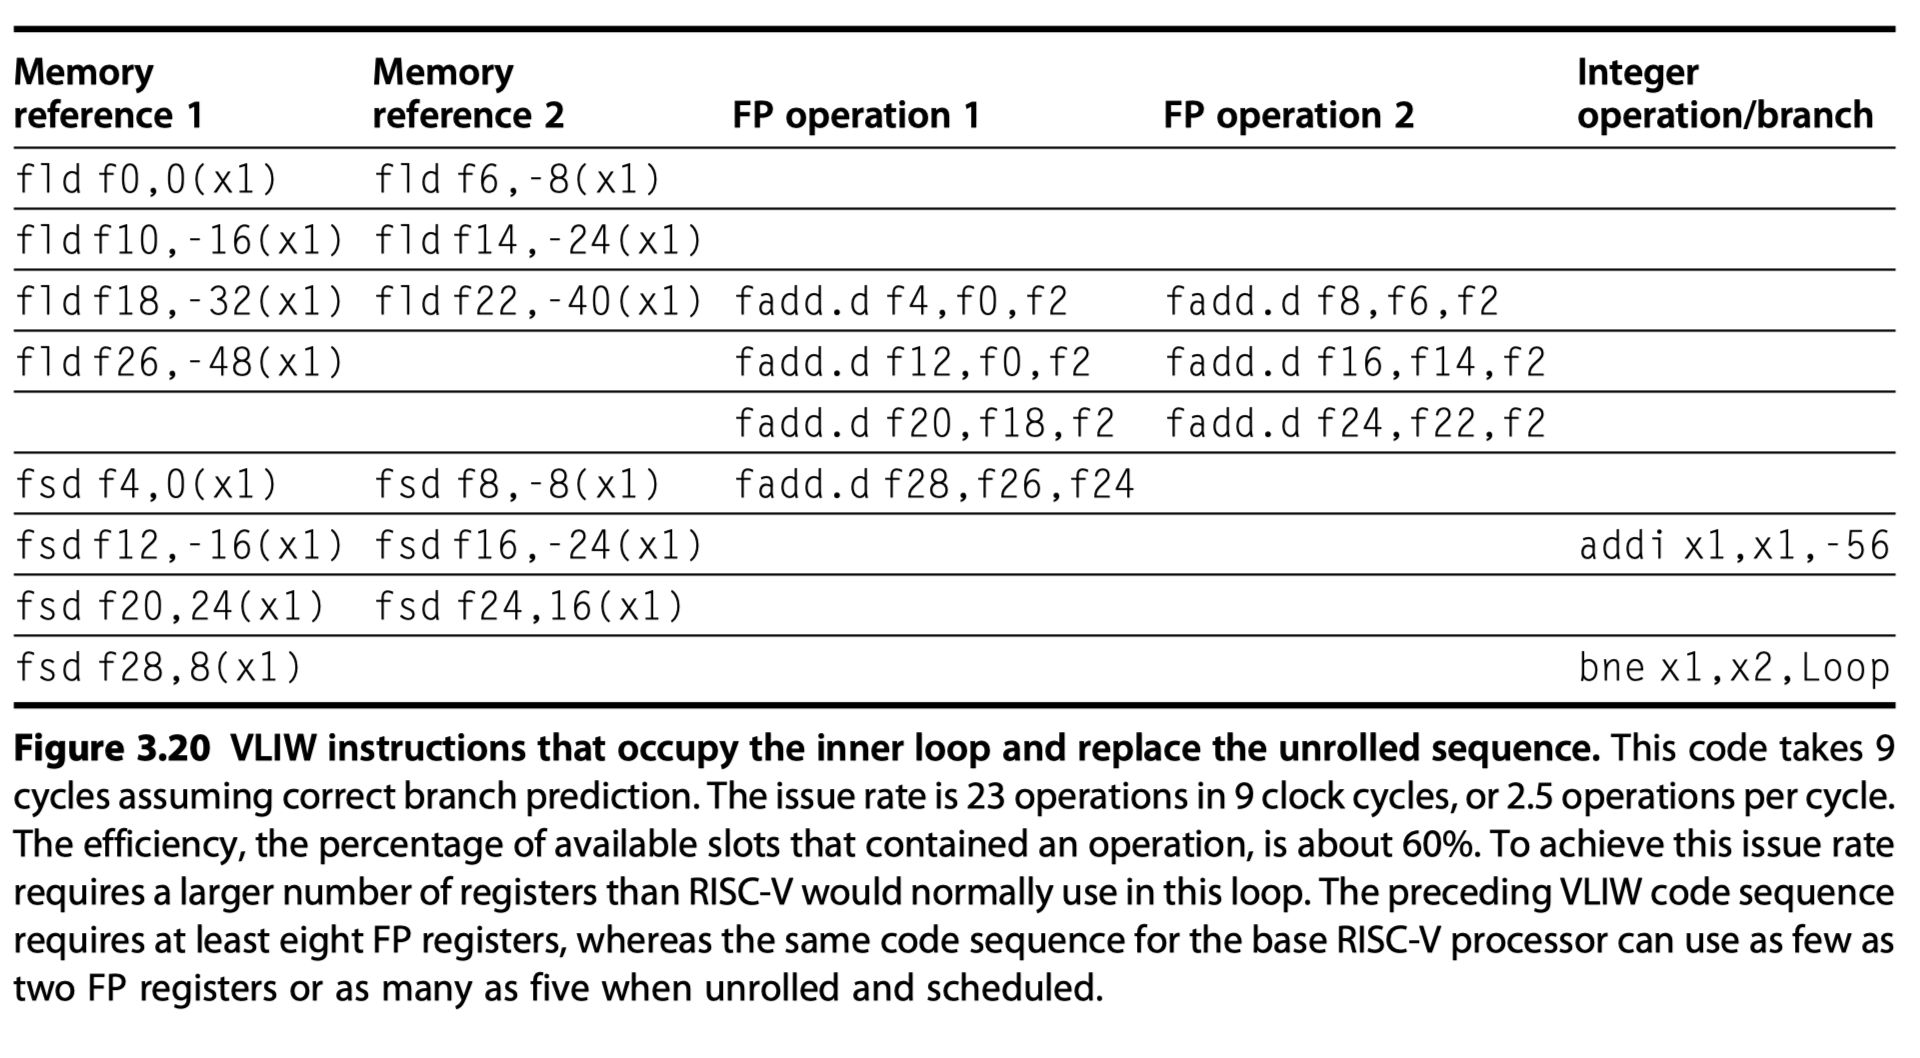 Memory reference 1 Memory reference 2 FP operation 1 FP operation 2 Integer operation/branch
fld f0,0(x1) fld f6,-8(x1)
fld f10,-16(x1) fld f14,-24(x1)
fld f18,-32(x1) fld f22,-40(x1) fadd.d f4,f0,f2 fadd.d f8,f6,f2
fld f26,-48(x1) fadd.d f12,f0,f2 fadd.d f16,f14,f2
fadd.d f20,f18,f2 fadd.d f24,f22,f2
fsd f4,0(x1) fsd f8,-8(x1) fadd.d f28,f26,f24
fsd f12,-16(x1) fsd f16,-24(x1) addi x1,x1,-56
fsd f20,24(x1) fsd f24,16(x1)
fsd f28,8(x1) bne x1,x2,Loop
Figure 3.20 VLIW instructions that occupy the inner loop and replace the unrolled sequence. This code takes 9
cycles assuming correct branch prediction. The issue rate is 23 operations in 9 clock cycles, or 2.5 operations per cycle.
The efficiency, the percentage of available slots that contained an operation, is about 60%. To achieve this issue rate
requires a larger number of registers than RISC-V would normally use in this loop. The preceding VLIW code sequence
requires at least eight FP registers, whereas the same code sequence for the base RISC-V processor can use as few as
two FP registers or as many as five when unrolled and scheduled.